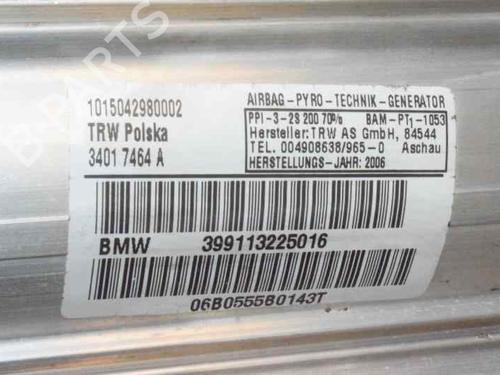 B PARTS
1015042980002
TRW Polska
3401 7464 A
AIRBAG-PYRO-TECHNIK-GENERATOR
PPI-3-2S 200 70% BAM-PT1-1053
Hersteller:TRW AS GmbH, 84544
TEL. 004908638/965-0 Aschau
HERSTELLUNGS-JAHR: 2006
BMW 399113225016
06B0555B0143T